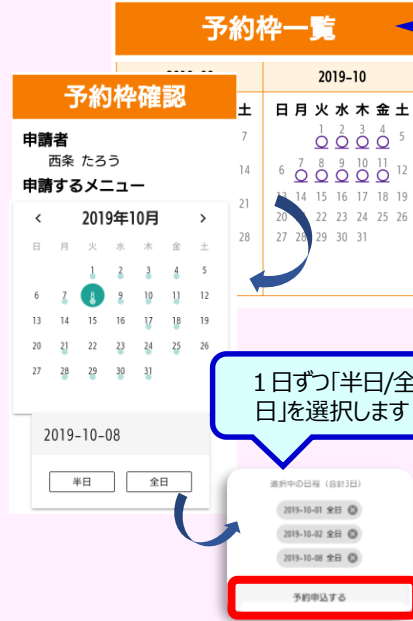 予約枠一覧
2019-10
土 日 月 火 水 木 金 土
7 1 2 3 4 5
14 6 7 8 9 10 11 12
21 13 14 15 16 17 18 19
28 20 22 23 24 25 26
27 28 29 30 31
予約枠確認
申請者
西条 たろう
申請するメニュー
< 2019年10月 >
日 月 火 水 木 金 土
1 2 3 4 5
6 7 8 9 10 11 12
13 14 15 16 17 18 19
20 21 22 23 24 25 26
27 28 29 30 31
2019-10-08
半日 全日
１日ずつ「半日/全
日」を選択します
選択中の日程（合計3日）
2019-10-01 全日
2019-10-02 全日
2019-10-08 全日
予約申込する